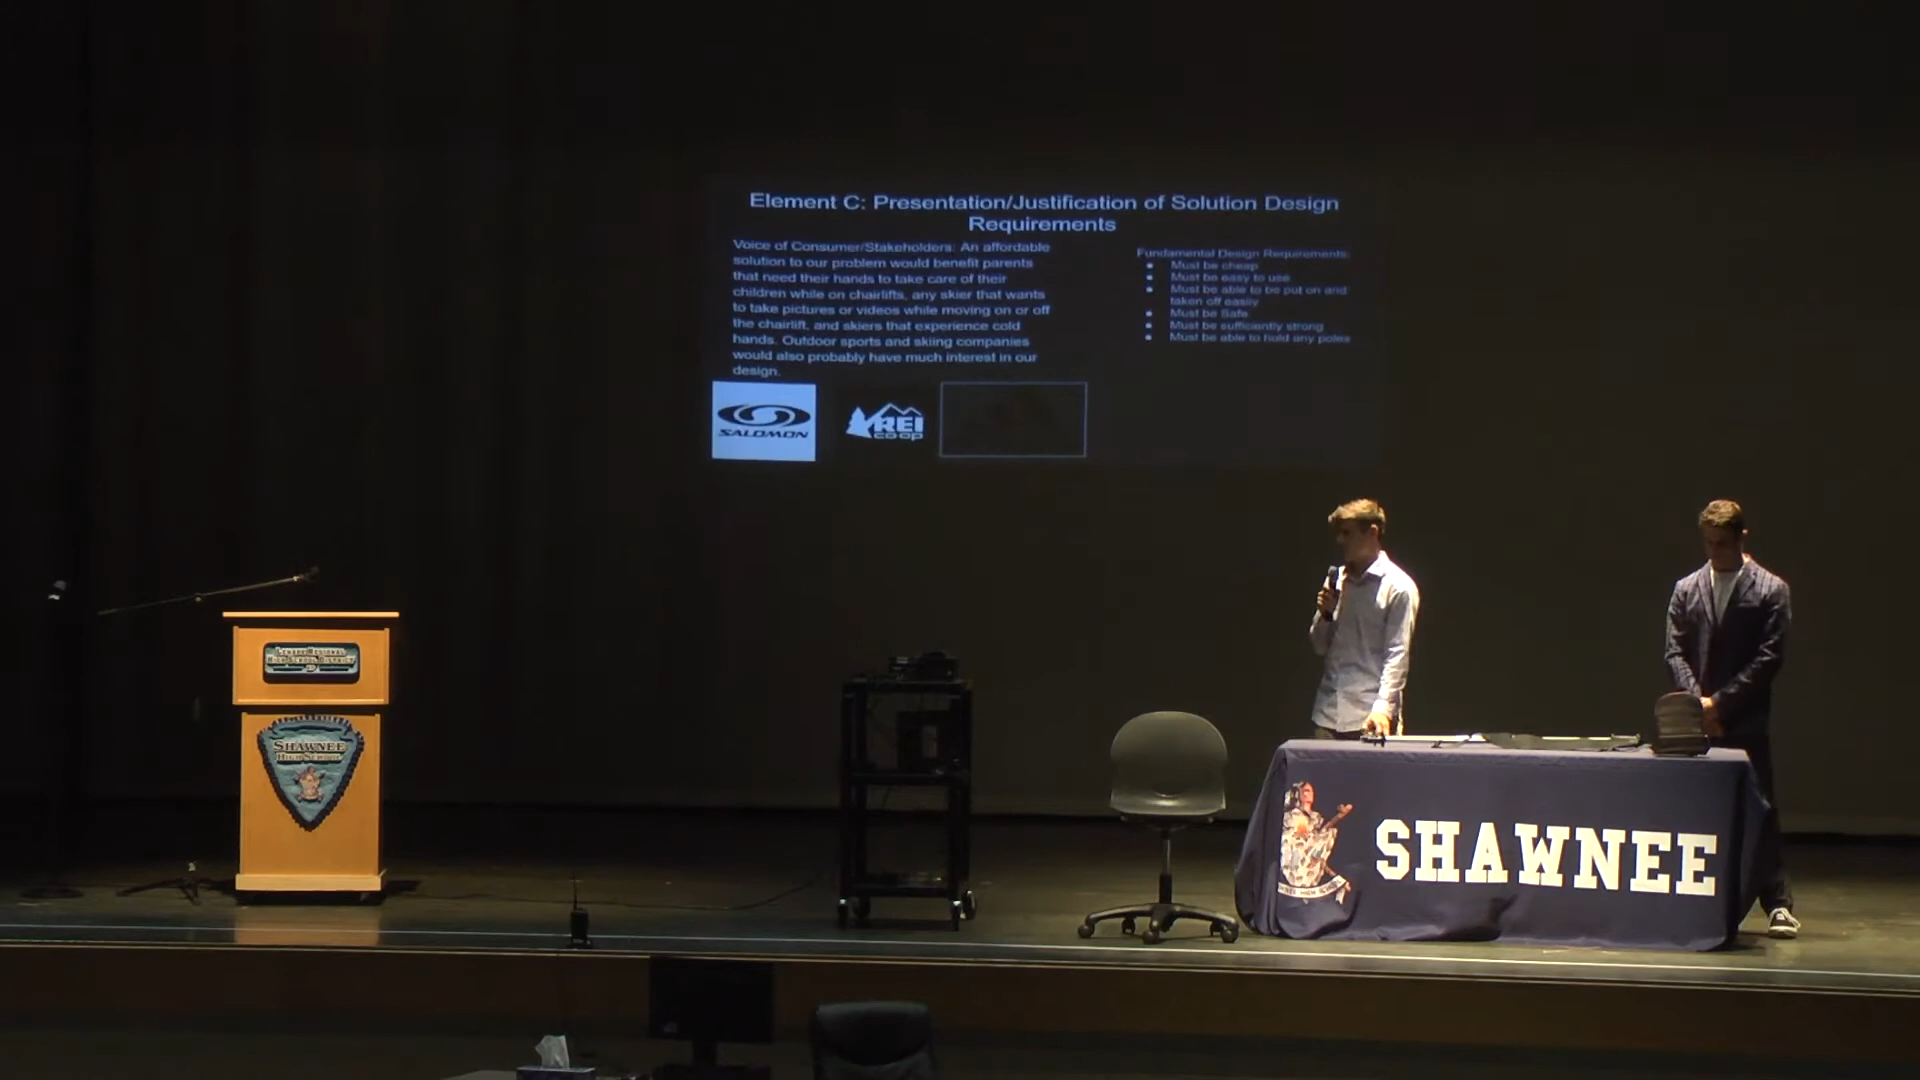 Element C: Presentation/Justification of Solution Design
Requirements
Voice of Consumer/Stakeholders: An affordable
solution to our problem would benefit parents
that need their hands to take care of their
children while on chairlifts, any skier that wants
to take pictures or videos while moving on or off
the chairlift, and skiers that experience cold
hands. Outdoor sports and skiing companies
would also probably have much interest in our
design.
Fundamental Design Requirements:
Must be cheap
Must be easy to use
Must be able to be put on and
taken off easily
Must be Safe
Must be sufficiently strong
Must be able to hold any poles
SALOMON
REI
co-op
LENAPE REGIONAL
HIGH SCHOOL DISTRICT
SHAWNEE
HIGH SCHOOL
SHAWNEE